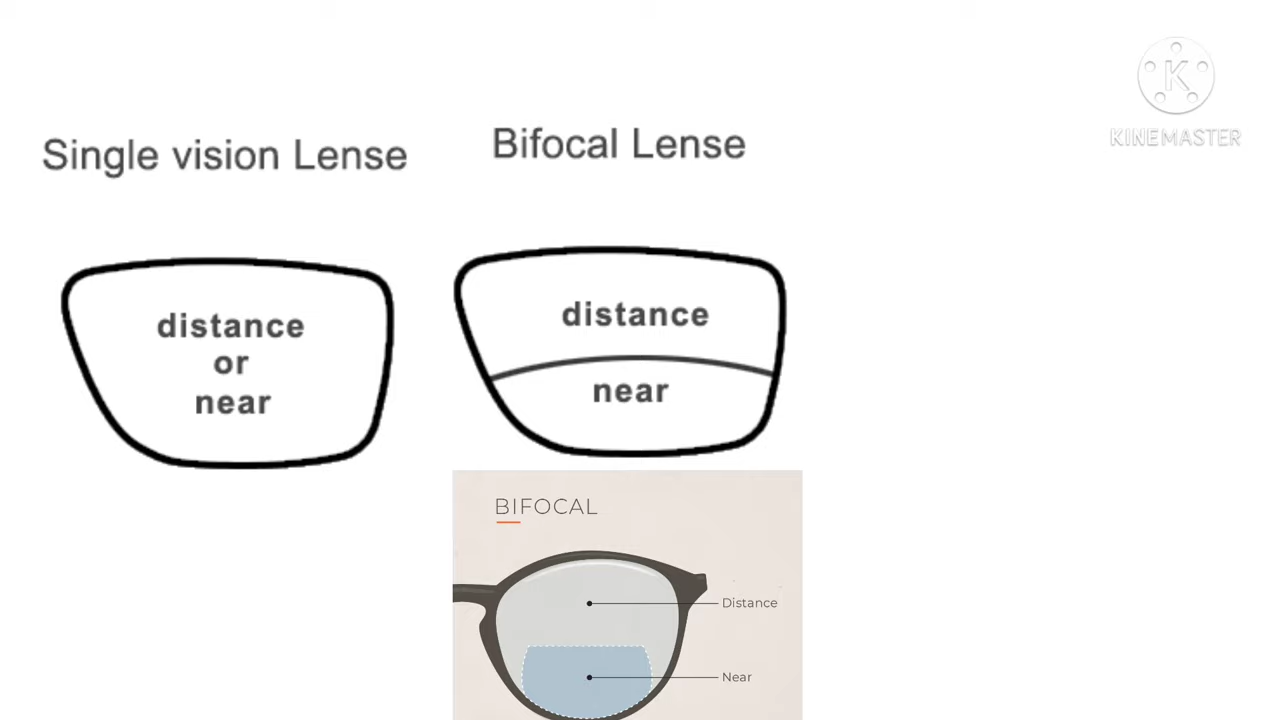 Single vision Lense
distance
or
near
Bifocal Lense
distance
near
BIFOCAL
Distance
Near
K
KINEMASTER